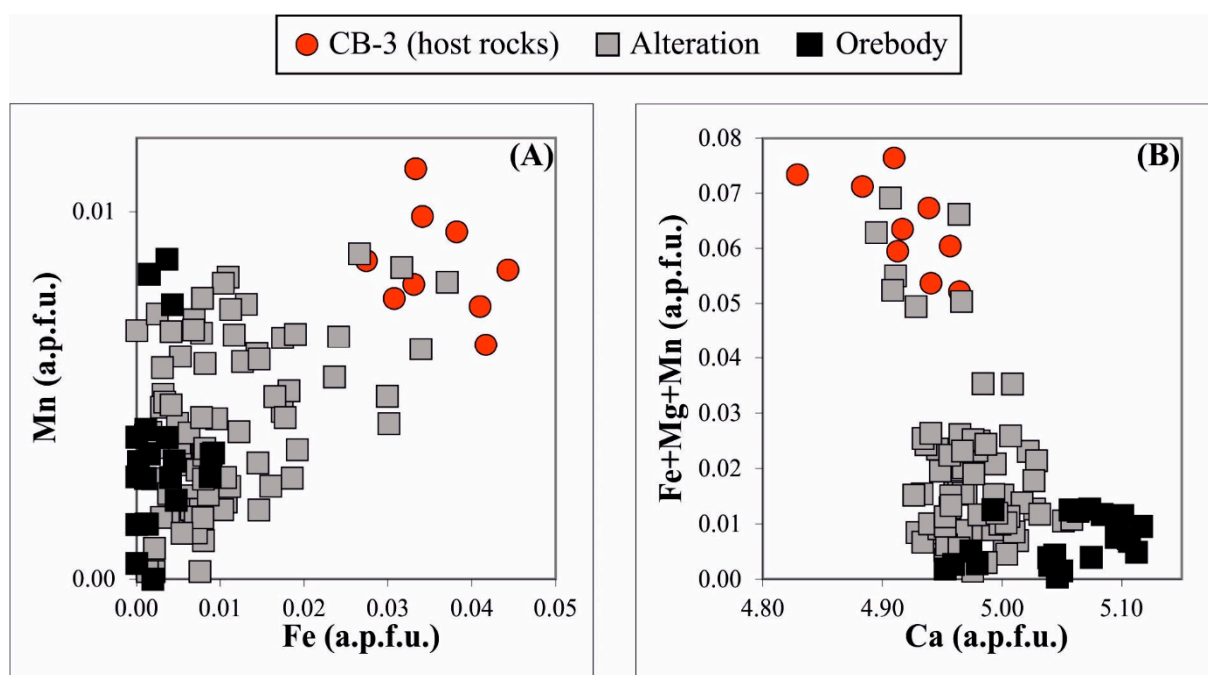 CB-3 (host rocks) Alteration Orebody
(A)
0.01
0.00
Mn (a.p.f.u.)
0.00 0.01 0.02 0.03 0.04 0.05
Fe (a.p.f.u.)
(B)
0.08
0.07
0.06
0.05
0.04
0.03
0.02
0.01
0.00
Fe+Mg+Mn (a.p.f.u.)
4.80 4.90 5.00 5.10
Ca (a.p.f.u.)